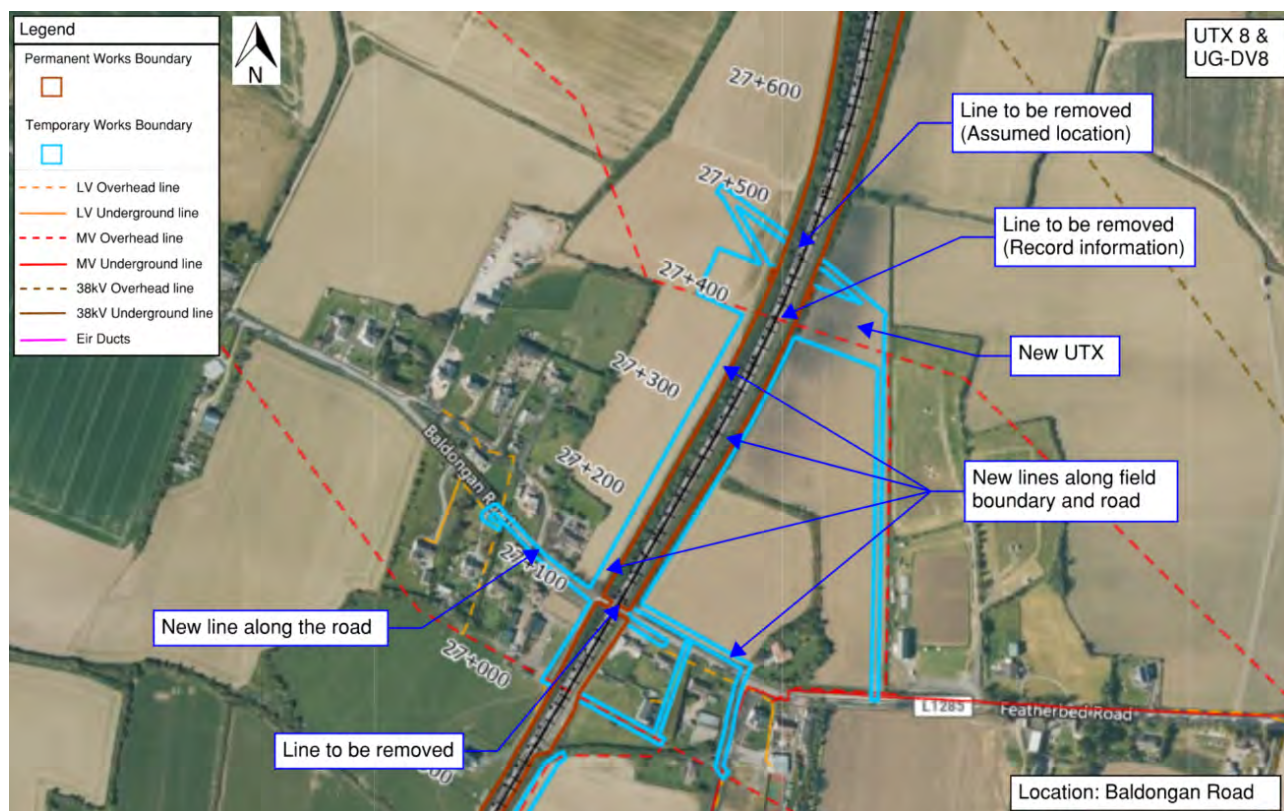 Legend
Permanent Works Boundary
Temporary Works Boundary
LV Overhead line
LV Underground line
MV Overhead line
MV Underground line
38kV Overhead line
38kV Underground line
Eir Ducts
N
UTX 8 &
UG-DV8
27+600
Line to be removed
(Assumed location)
27+500
Line to be removed
(Record information)
27+400
New UTX
27+300
Baldongan Road
27+200
New lines along field
boundary and road
27+100
New line along the road
27+000
L1285
Featherbed Road
Line to be removed
Location: Baldongan Road